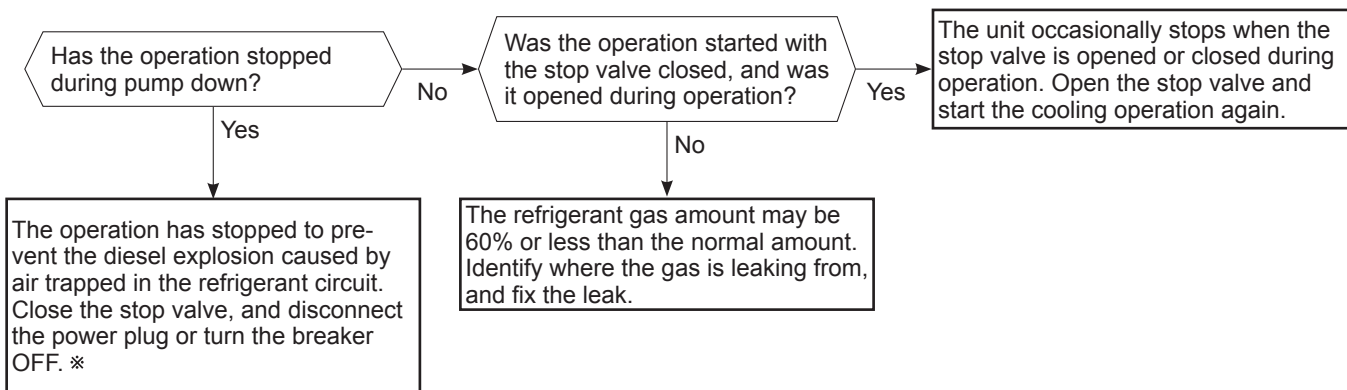 Has the operation stopped
during pump down?
No
Yes
Was the operation started with
the stop valve closed, and was
it opened during operation?
Yes
No
The unit occasionally stops when the
stop valve is opened or closed during
operation. Open the stop valve and
start the cooling operation again.
The operation has stopped to pre-
vent the diesel explosion caused by
air trapped in the refrigerant circuit.
Close the stop valve, and disconnect
the power plug or turn the breaker
OFF. ※
The refrigerant gas amount may be
60% or less than the normal amount.
Identify where the gas is leaking from,
and fix the leak.